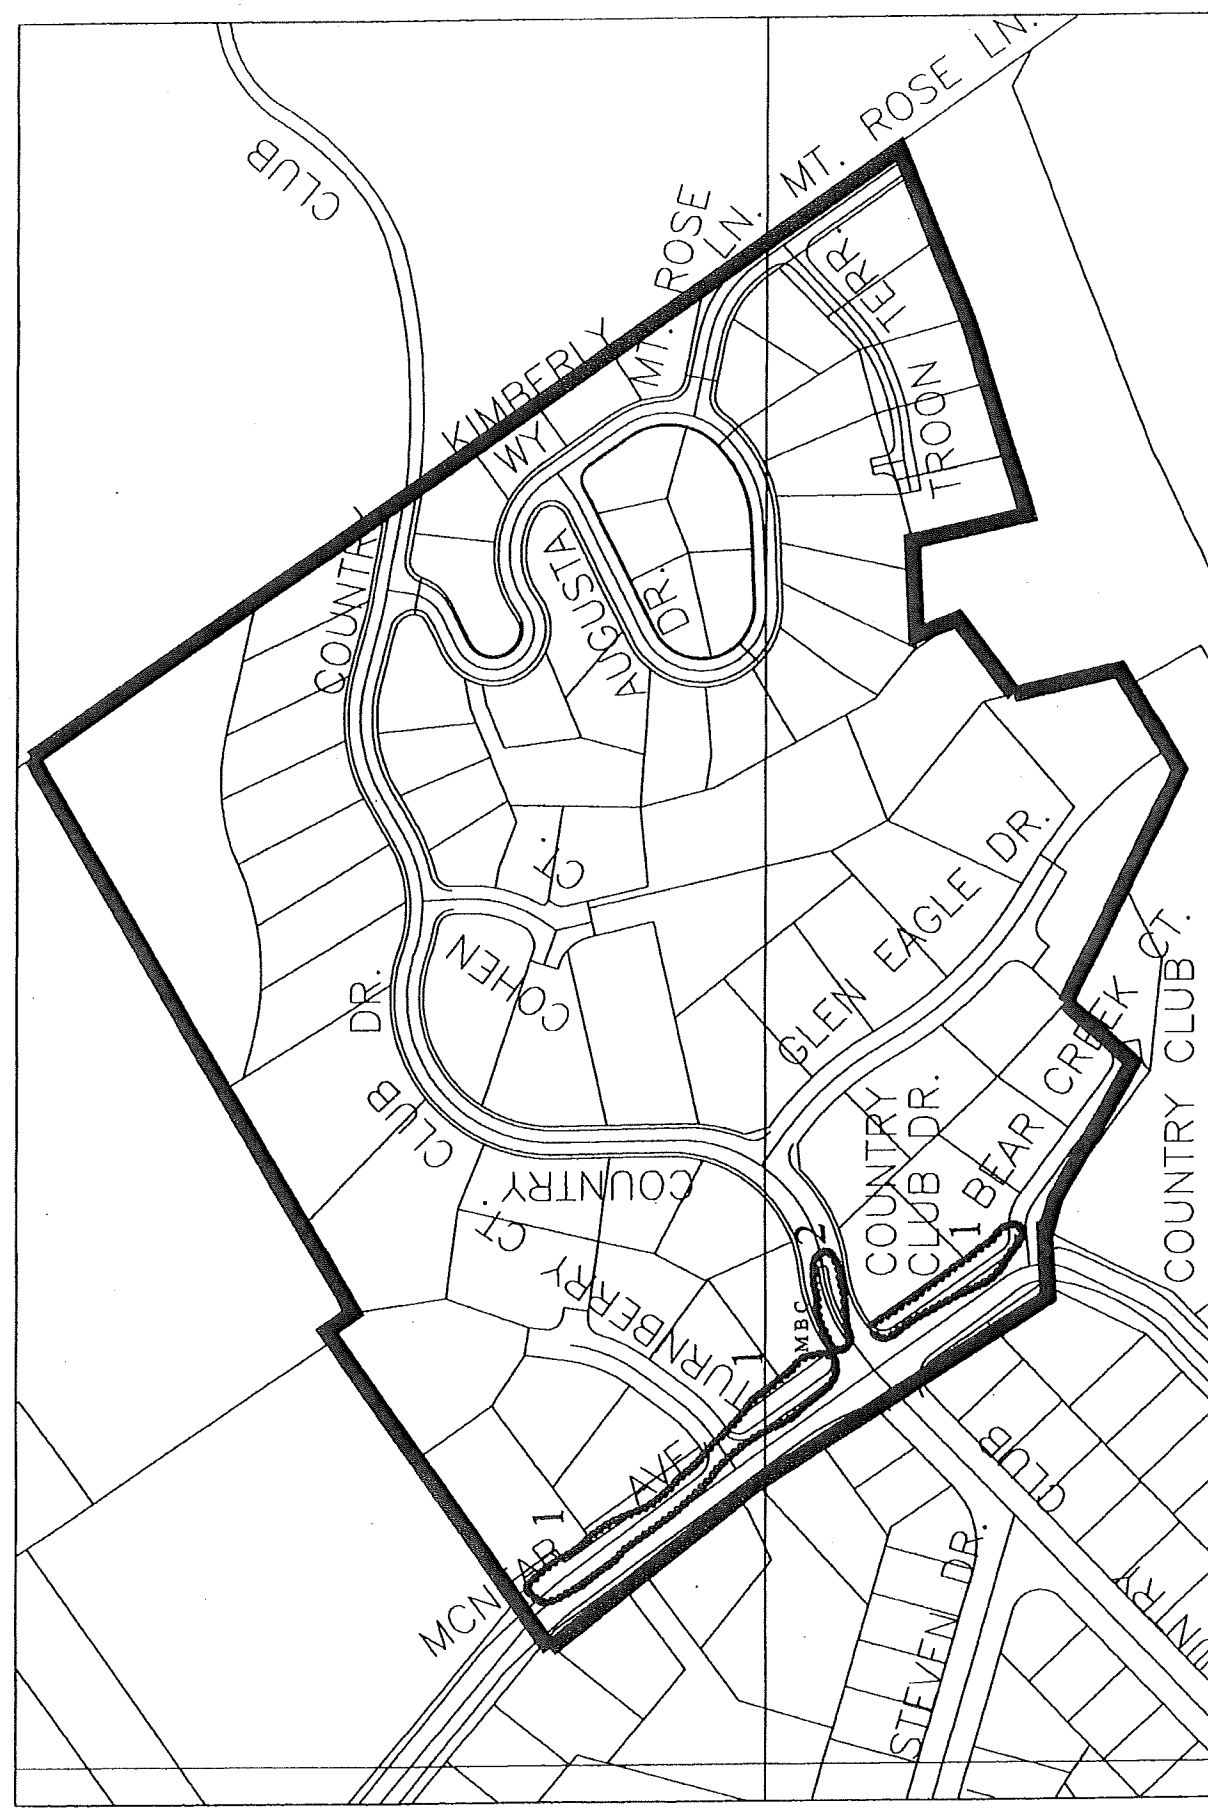 CLUB
MT. ROSE LN.
MT. ROSE
LN.
KIMBERLY
WY
TROON TERR.
COUNTRY
AUGUSTA
DR.
COHEN
CT.
GLEN EAGLE DR.
DR.
CLUB
COUNTRY
COUNTRY
CLUB DR.
BEAR CREEK CT.
COUNTRY CLUB
TURNBERRY CT.
1
2
MBC
1
1
AVE
CLUB
STEVEN DR.